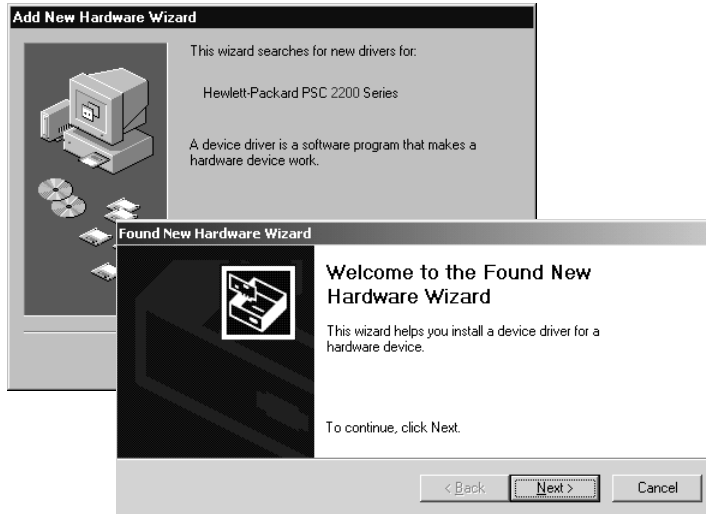 Add New Hardware Wizard
This wizard searches for new drivers for:
Hewlett-Packard PSC 2200 Series
A device driver is a software program that makes a
hardware device work.
Found New Hardware Wizard
Welcome to the Found New
Hardware Wizard
This wizard helps you install a device driver for a
hardware device.
To continue, click Next.
< Back
Next >
Cancel